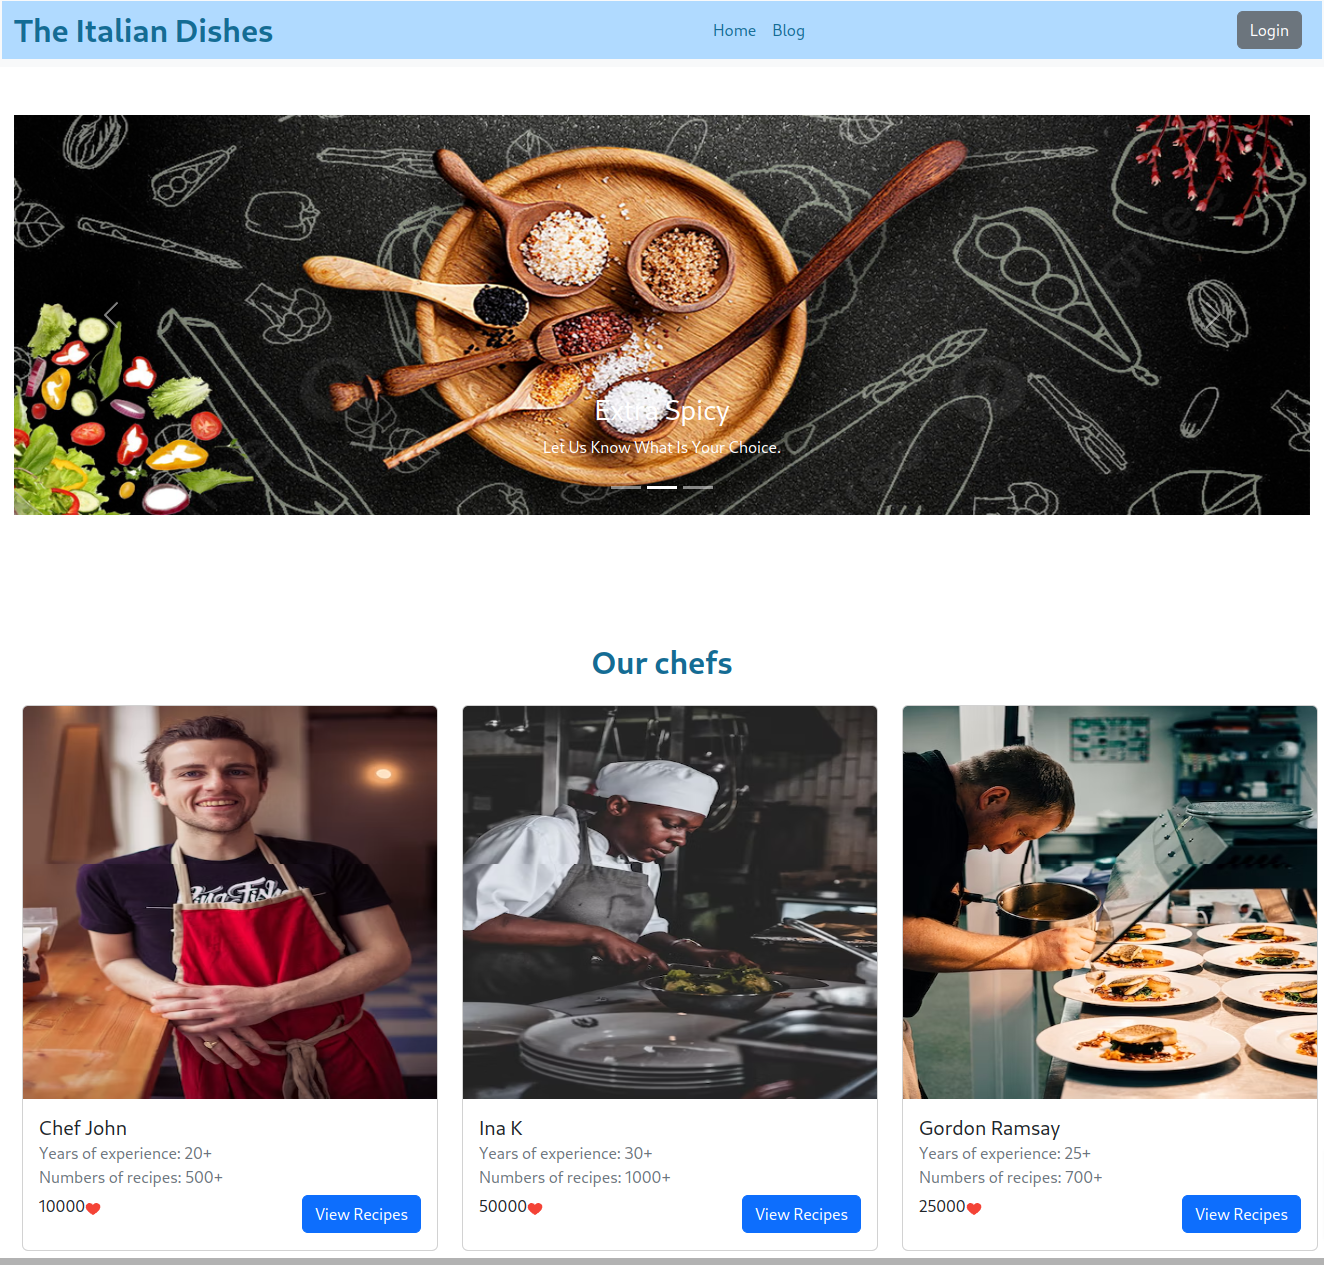 The Italian Dishes
Home Blog
Login
Extra Spicy
Let Us Know What Is Your Choice.
Our chefs
Chef John
Years of experience: 20+
Numbers of recipes: 500+
10000
View Recipes
Ina K
Years of experience: 30+
Numbers of recipes: 1000+
50000
View Recipes
Gordon Ramsay
Years of experience: 25+
Numbers of recipes: 700+
25000
View Recipes